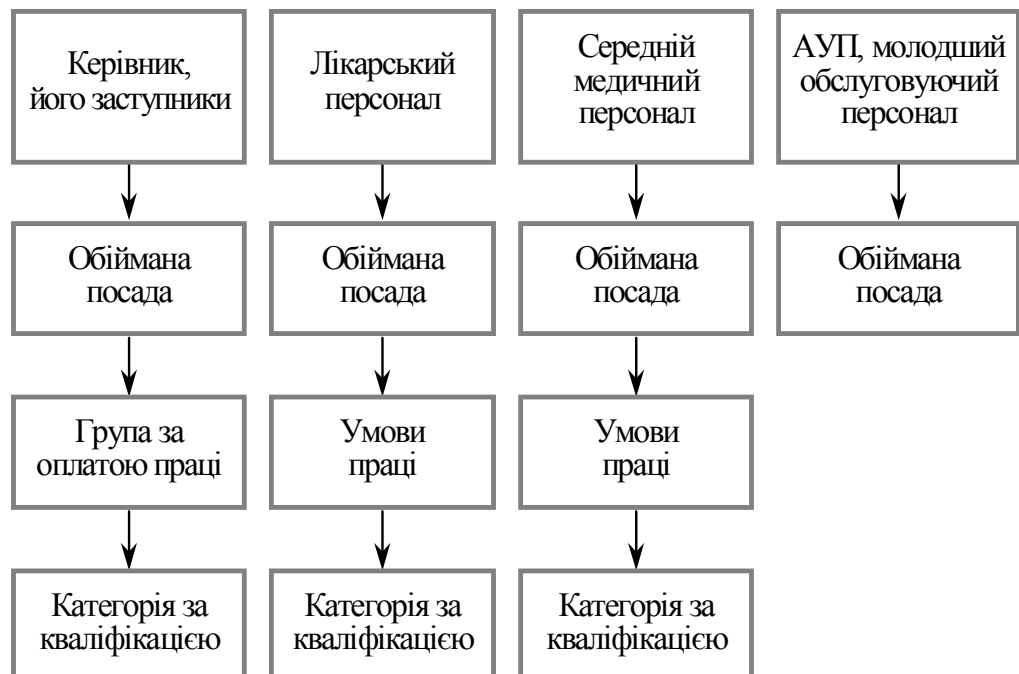 Керівник,
його заступники
Лікарський
персонал
Середній
медичний
персонал
АУП, молодший
обслуговуючий
персонал
Обіймана
посада
Обіймана
посада
Обіймана
посада
Обіймана
посада
Група за
оплатою праці
Умови
праці
Умови
праці
Категорія за
кваліфікацією
Категорія за
кваліфікацією
Категорія за
кваліфікацією